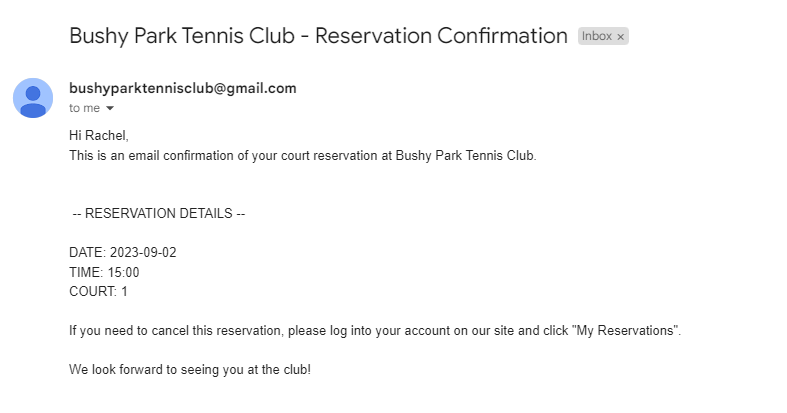 Bushy Park Tennis Club - Reservation Confirmation Inbox ×
bushyparktennisclub@gmail.com
to me
Hi Rachel,
This is an email confirmation of your court reservation at Bushy Park Tennis Club.
-- RESERVATION DETAILS --
DATE: 2023-09-02
TIME: 15:00
COURT: 1
If you need to cancel this reservation, please log into your account on our site and click "My Reservations".
We look forward to seeing you at the club!